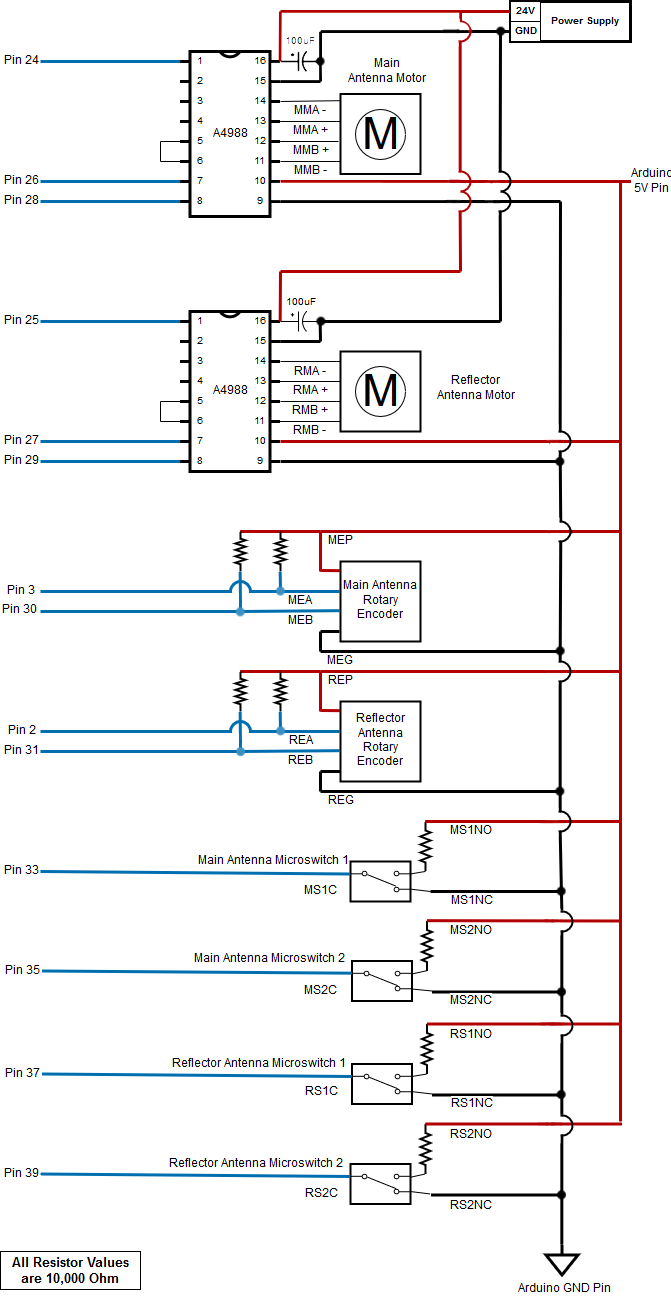 24V
GND
Power Supply
Pin 24
1
16
100uF
+
2
15
Main
Antenna Motor
3
14
MMA -
4
13
MMA +
A4988
M
5
12
MMB +
6
11
MMB -
Pin 26
7
10
Arduino
5V Pin
Pin 28
8
9
100uF
+
Pin 25
1
16
2
15
3
14
RMA -
4
13
RMA +
A4988
M
Reflector
Antenna Motor
5
12
RMB +
6
11
RMB -
Pin 27
7
10
Pin 29
8
9
MEP
Pin 3
MEA
Main Antenna
Rotary
Encoder
Pin 30
MEB
MEG
REP
Pin 2
REA
Reflector
Antenna
Rotary
Encoder
Pin 31
REB
REG
MS1NO
Main Antenna Microswitch 1
Pin 33
MS1C
MS1NC
MS2NO
Main Antenna Microswitch 2
Pin 35
MS2C
MS2NC
RS1NO
Reflector Antenna Microswitch 1
Pin 37
RS1C
RS1NC
RS2NO
Reflector Antenna Microswitch 2
Pin 39
RS2C
RS2NC
All Resistor Values
are 10,000 Ohm
Arduino GND Pin